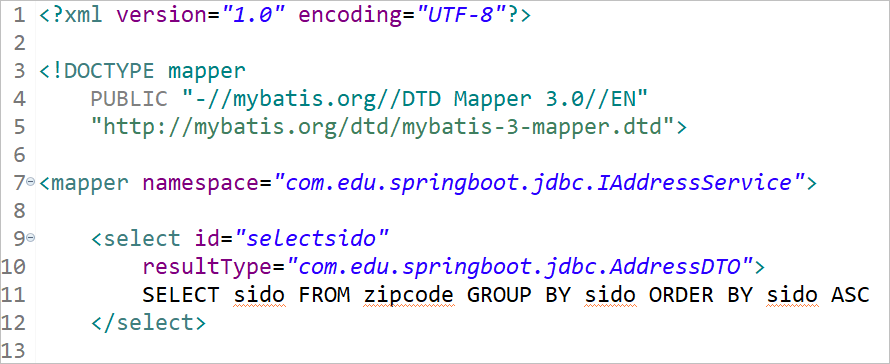 1 <?xml version="1.0" encoding="UTF-8"?>
2
3 <!DOCTYPE mapper
4     PUBLIC "-//mybatis.org//DTD Mapper 3.0//EN"
5     "http://mybatis.org/dtd/mybatis-3-mapper.dtd">
6
7 <mapper namespace="com.edu.springboot.jdbc.IAddressService">
8
9     <select id="selectsido"
10         resultType="com.edu.springboot.jdbc.AddressDTO">
11         SELECT sido FROM zipcode GROUP BY sido ORDER BY sido ASC
12     </select>
13